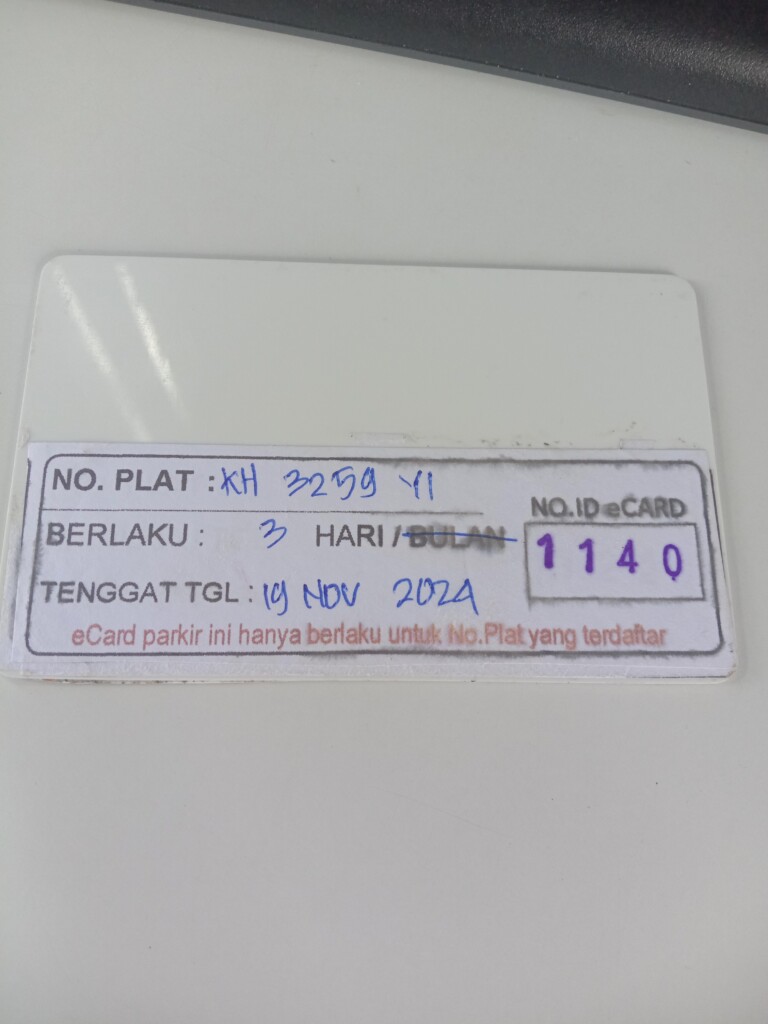 NO. PLAT : KH 3259 YI
NO.ID eCARD
BERLAKU : 3 HARI / BULAN
1140
TENGGAT TGL : 19 NOV 2024
eCard parkir ini hanya berlaku untuk No.Plat yang terdaftar